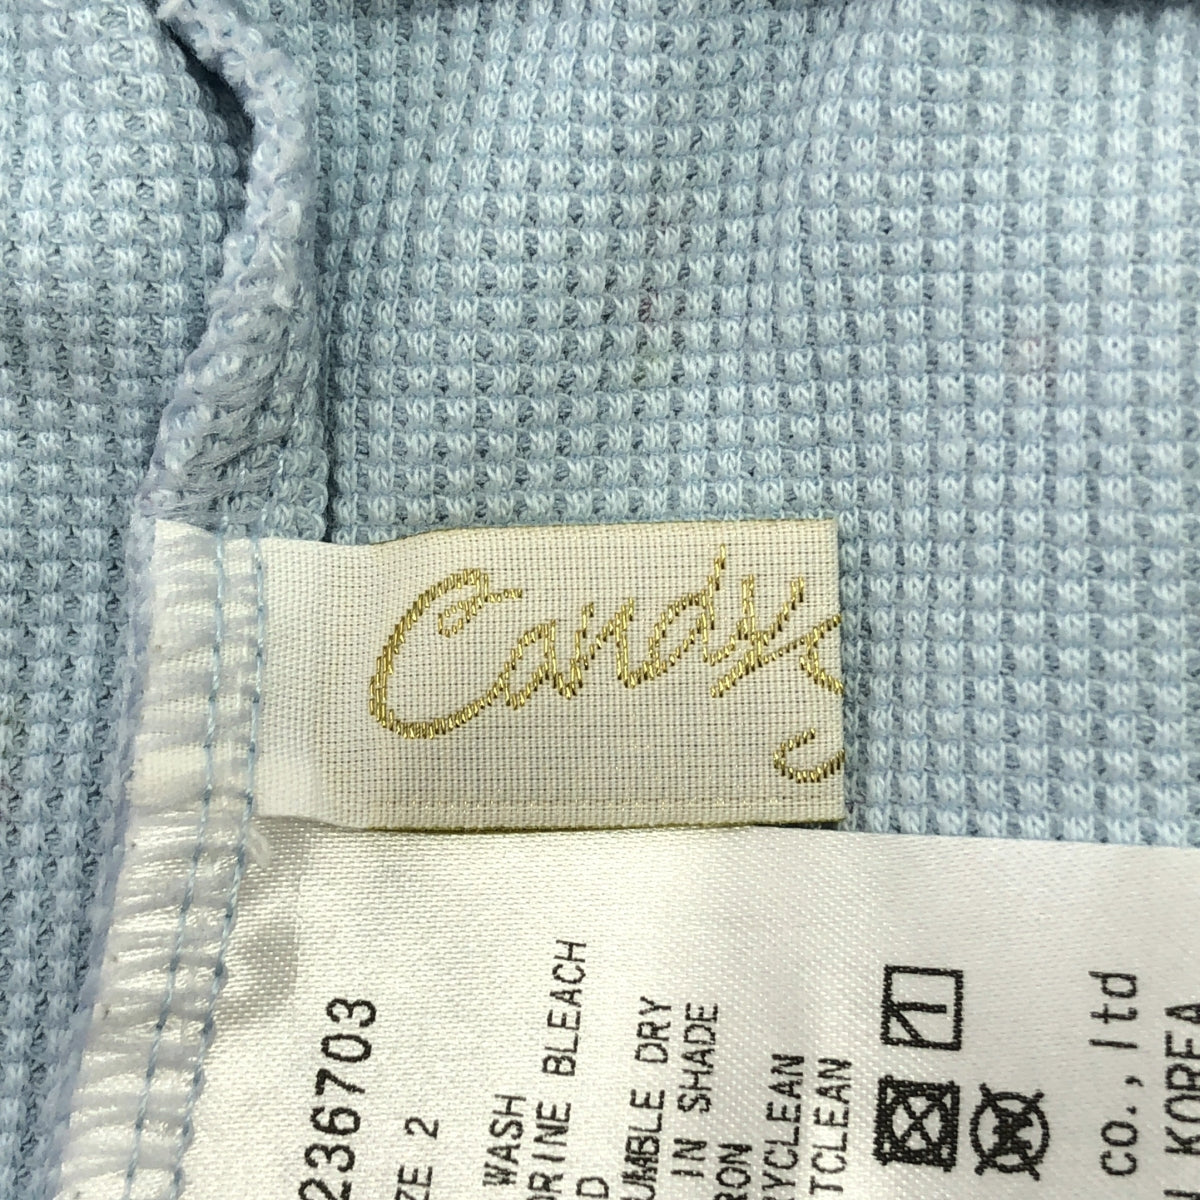 Candy
236703
ZE 2
WASH
ORINE BLEACH
D
UMBLE DRY
IN SHADE
RON
RYCLEAN
TCLEAN
co., ltd
KOREA